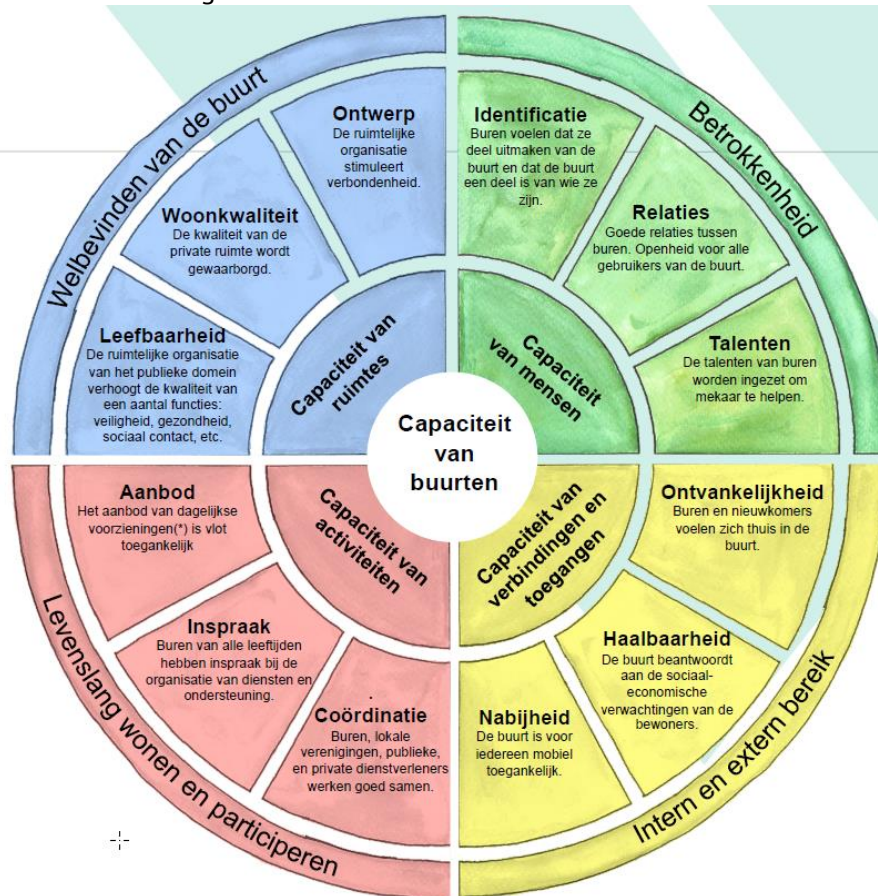 Welbevinden van de buurt
Ontwerp
De ruimtelijke
organisatie
stimuleert
verbondenheid.
Woonkwaliteit
De kwaliteit van de
private ruimte wordt
gewaarborgd.
Leefbaarheid
De ruimtelijke organisatie
van het publieke domein
verhoogt de kwaliteit van
een aantal functies:
veiligheid, gezondheid,
sociaal contact, etc.
Capaciteit van
ruimtes
Betrokkenheid
Identificatie
Buren voelen dat ze
deel uitmaken van de
buurt en dat de buurt
een deel is van wie ze
zijn.
Relaties
Goede relaties tussen
buren. Openheid voor alle
gebruikers van de buurt.
Talenten
De talenten van buren
worden ingezet om
mekaar te helpen.
Capaciteit
van mensen
Capaciteit
van
buurten
Levenslang wonen en participeren
Aanbod
Het aanbod van dagelijkse
voorzieningen(*) is vlot
toegankelijk
Inspraak
Buren van alle leeftijden
hebben inspraak bij de
organisatie van diensten en
ondersteuning.
Coördinatie
Buren, lokale
verenigingen, publieke,
en private dienstverleners
werken goed samen.
Capaciteit van
activiteiten
Capaciteit van
verbindingen en
toegangen
Ontvankelijkheid
Buren en nieuwkomers
voelen zich thuis in de
buurt.
Haalbaarheid
De buurt beantwoordt
aan de sociaal-
economische
verwachtingen van de
bewoners.
Nabijheid
De buurt is voor
iedereen mobiel
toegankelijk.
Intern en extern bereik